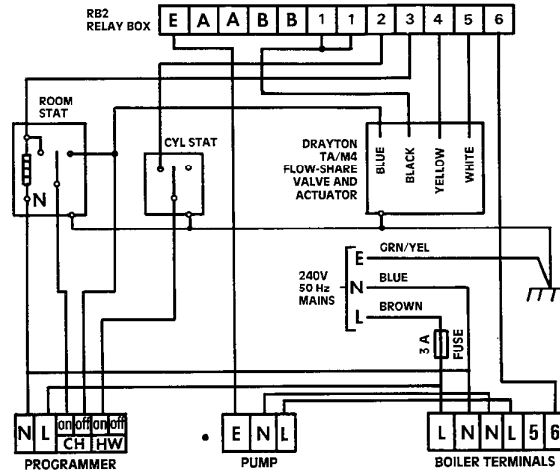 RB2
RELAY BOX
E A A B B 1 1 2 3 4 5 6
ROOM
STAT
N
CYL STAT
DRAYTON
TA/M4
FLOW-SHARE
VALVE AND
ACTUATOR
BLUE
BLACK
YELLOW
WHITE
240V
50 Hz
MAINS
E GRN/YEL
N BLUE
L BROWN
3 A
FUSE
N L on off on off
CH HW
PROGRAMMER
E N L
PUMP
L N N L 5 6
BOILER TERMINALS